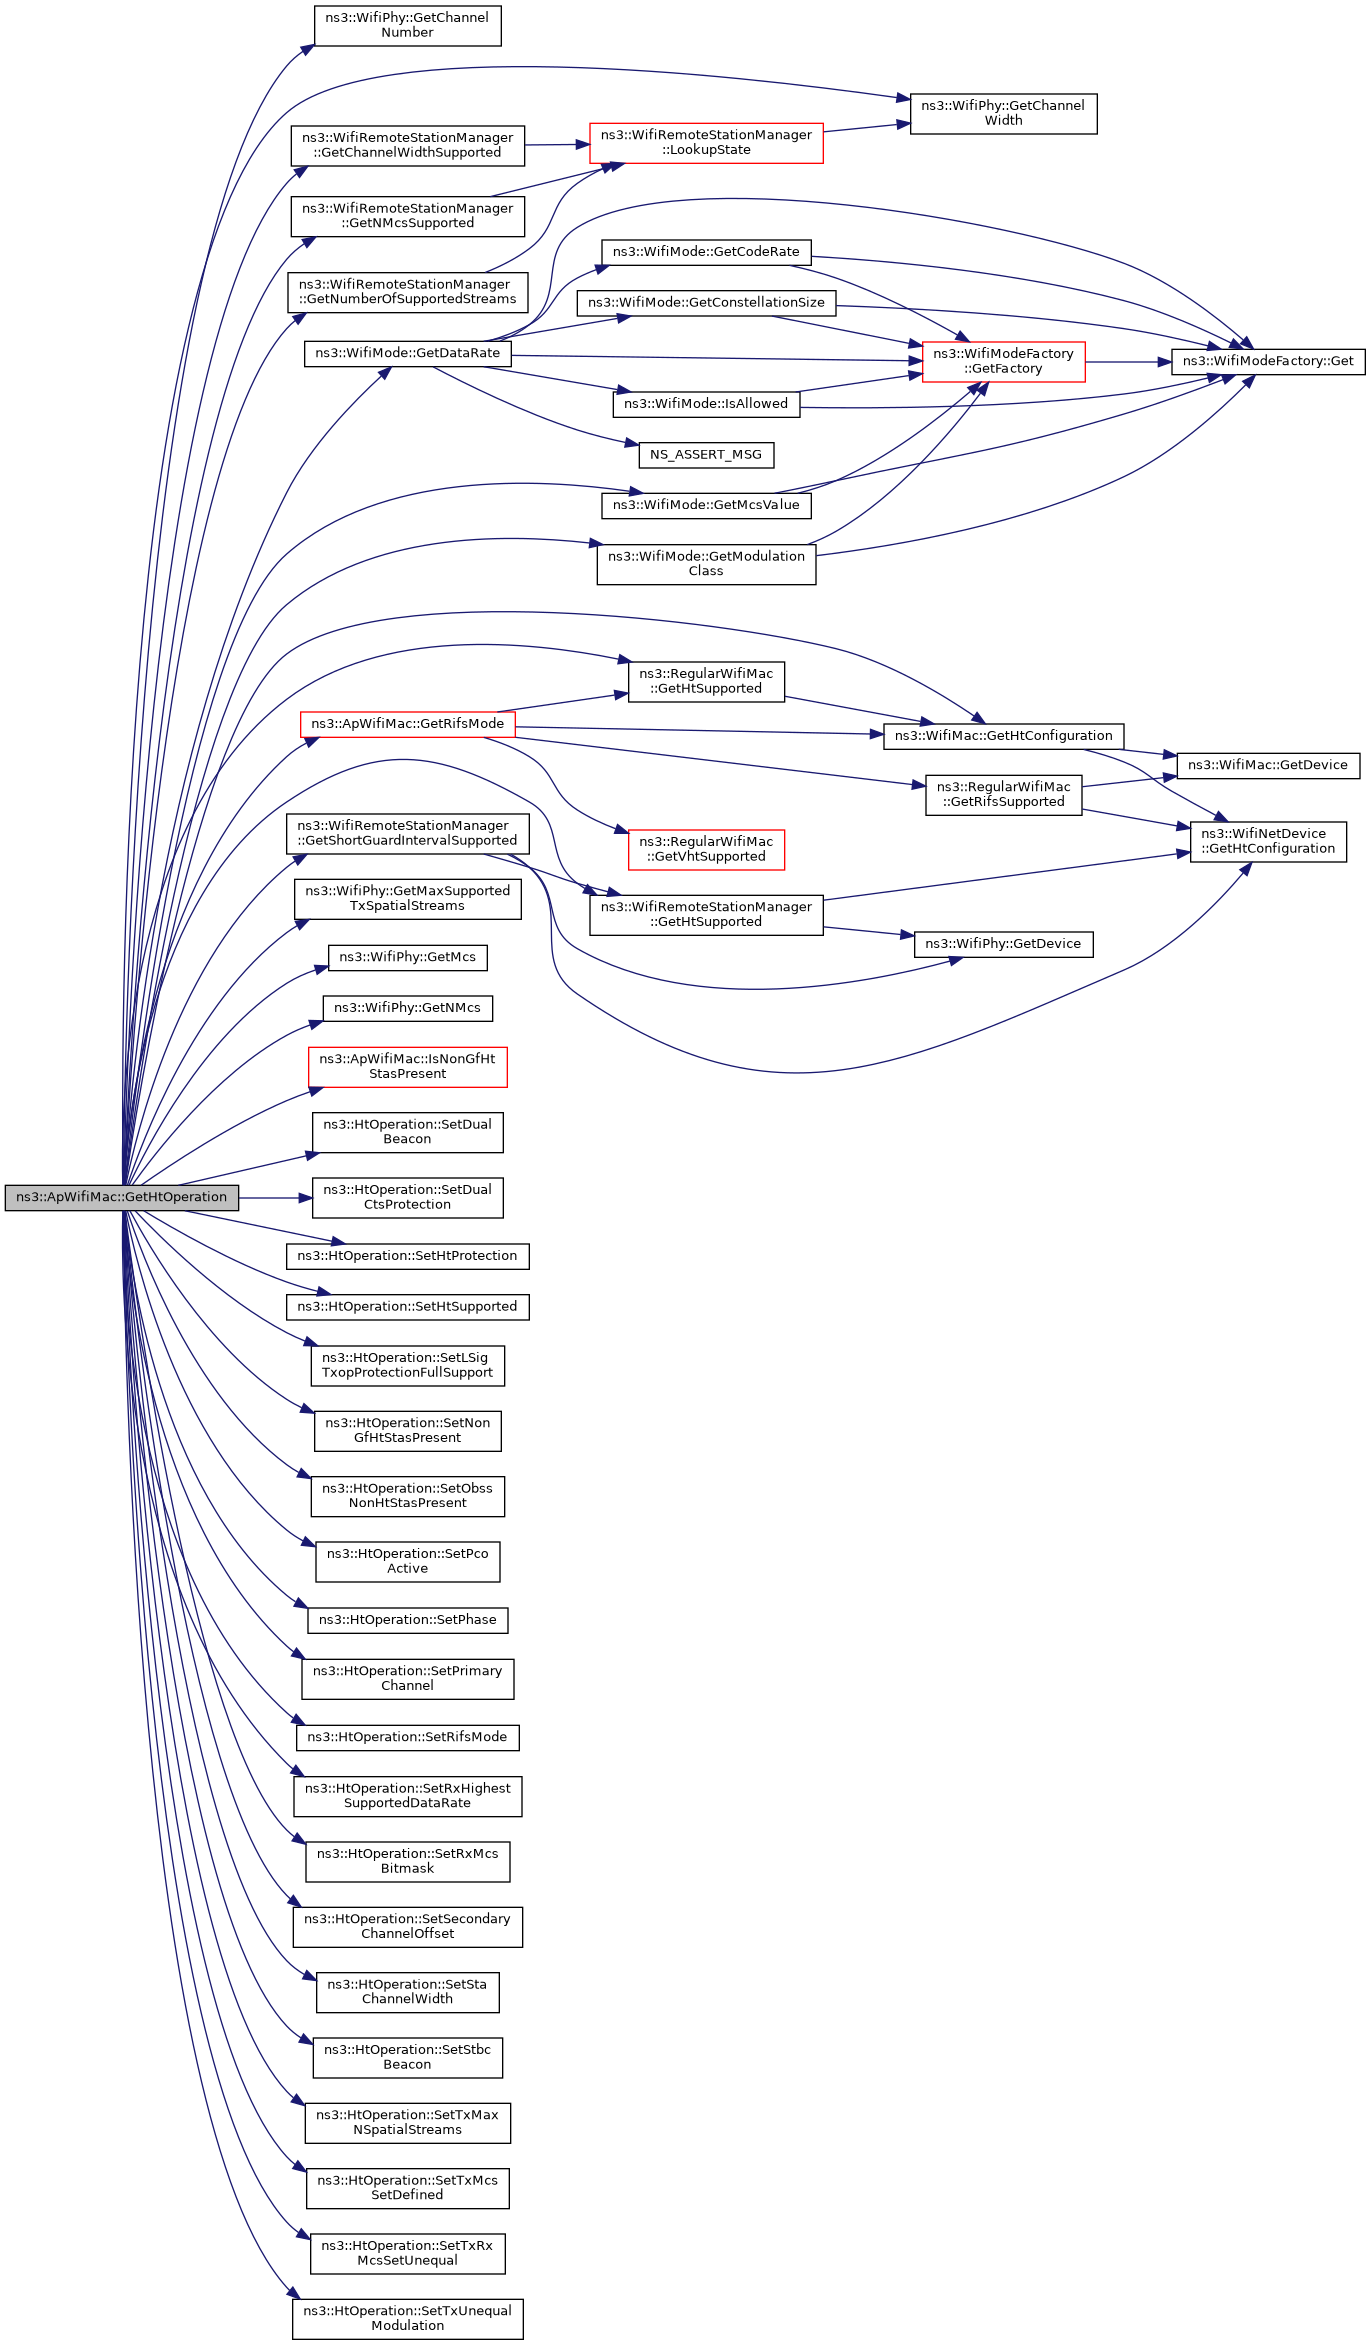 ns3::WifiPhy::GetChannel
Number
ns3::WifiPhy::GetChannel
Width
ns3::WifiRemoteStationManager
::GetChannelWidthSupported
ns3::WifiRemoteStationManager
::LookupState
ns3::WifiRemoteStationManager
::GetNMcsSupported
ns3::WifiRemoteStationManager
::GetNumberOfSupportedStreams
ns3::WifiMode::GetCodeRate
ns3::WifiMode::GetConstellationSize
ns3::WifiMode::GetDataRate
ns3::WifiModeFactory
::GetFactory
ns3::WifiModeFactory::Get
ns3::WifiMode::IsAllowed
NS_ASSERT_MSG
ns3::WifiMode::GetMcsValue
ns3::WifiMode::GetModulation
Class
ns3::RegularWifiMac
::GetHtSupported
ns3::ApWifiMac::GetRifsMode
ns3::WifiMac::GetHtConfiguration
ns3::WifiMac::GetDevice
ns3::RegularWifiMac
::GetRifsSupported
ns3::WifiRemoteStationManager
::GetShortGuardIntervalSupported
ns3::RegularWifiMac
::GetVhtSupported
ns3::WifiNetDevice
::GetHtConfiguration
ns3::WifiPhy::GetMaxSupported
TxSpatialStreams
ns3::WifiRemoteStationManager
::GetHtSupported
ns3::WifiPhy::GetDevice
ns3::WifiPhy::GetMcs
ns3::WifiPhy::GetNMcs
ns3::ApWifiMac::IsNonGfHt
StasPresent
ns3::HtOperation::SetDual
Beacon
ns3::ApWifiMac::GetHtOperation
ns3::HtOperation::SetDual
CtsProtection
ns3::HtOperation::SetHtProtection
ns3::HtOperation::SetHtSupported
ns3::HtOperation::SetLSig
TxopProtectionFullSupport
ns3::HtOperation::SetNon
GfHtStasPresent
ns3::HtOperation::SetObss
NonHtStasPresent
ns3::HtOperation::SetPco
Active
ns3::HtOperation::SetPhase
ns3::HtOperation::SetPrimary
Channel
ns3::HtOperation::SetRifsMode
ns3::HtOperation::SetRxHighest
SupportedDataRate
ns3::HtOperation::SetRxMcs
Bitmask
ns3::HtOperation::SetSecondary
ChannelOffset
ns3::HtOperation::SetSta
ChannelWidth
ns3::HtOperation::SetStbc
Beacon
ns3::HtOperation::SetTxMax
NSpatialStreams
ns3::HtOperation::SetTxMcs
SetDefined
ns3::HtOperation::SetTxRx
McsSetUnequal
ns3::HtOperation::SetTxUnequal
Modulation